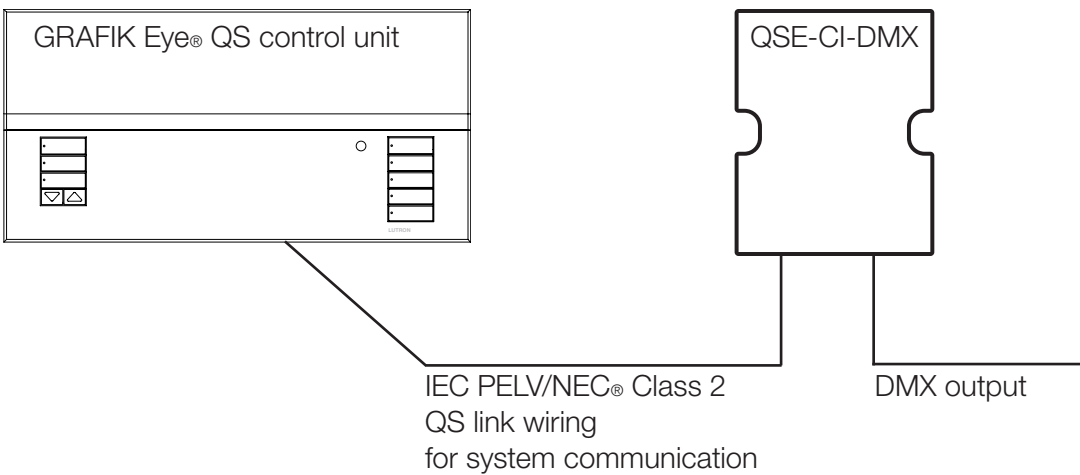 GRAFIK Eye® QS control unit
QSE-CI-DMX
LUTRON
IEC PELV/NEC® Class 2
QS link wiring
for system communication
DMX output